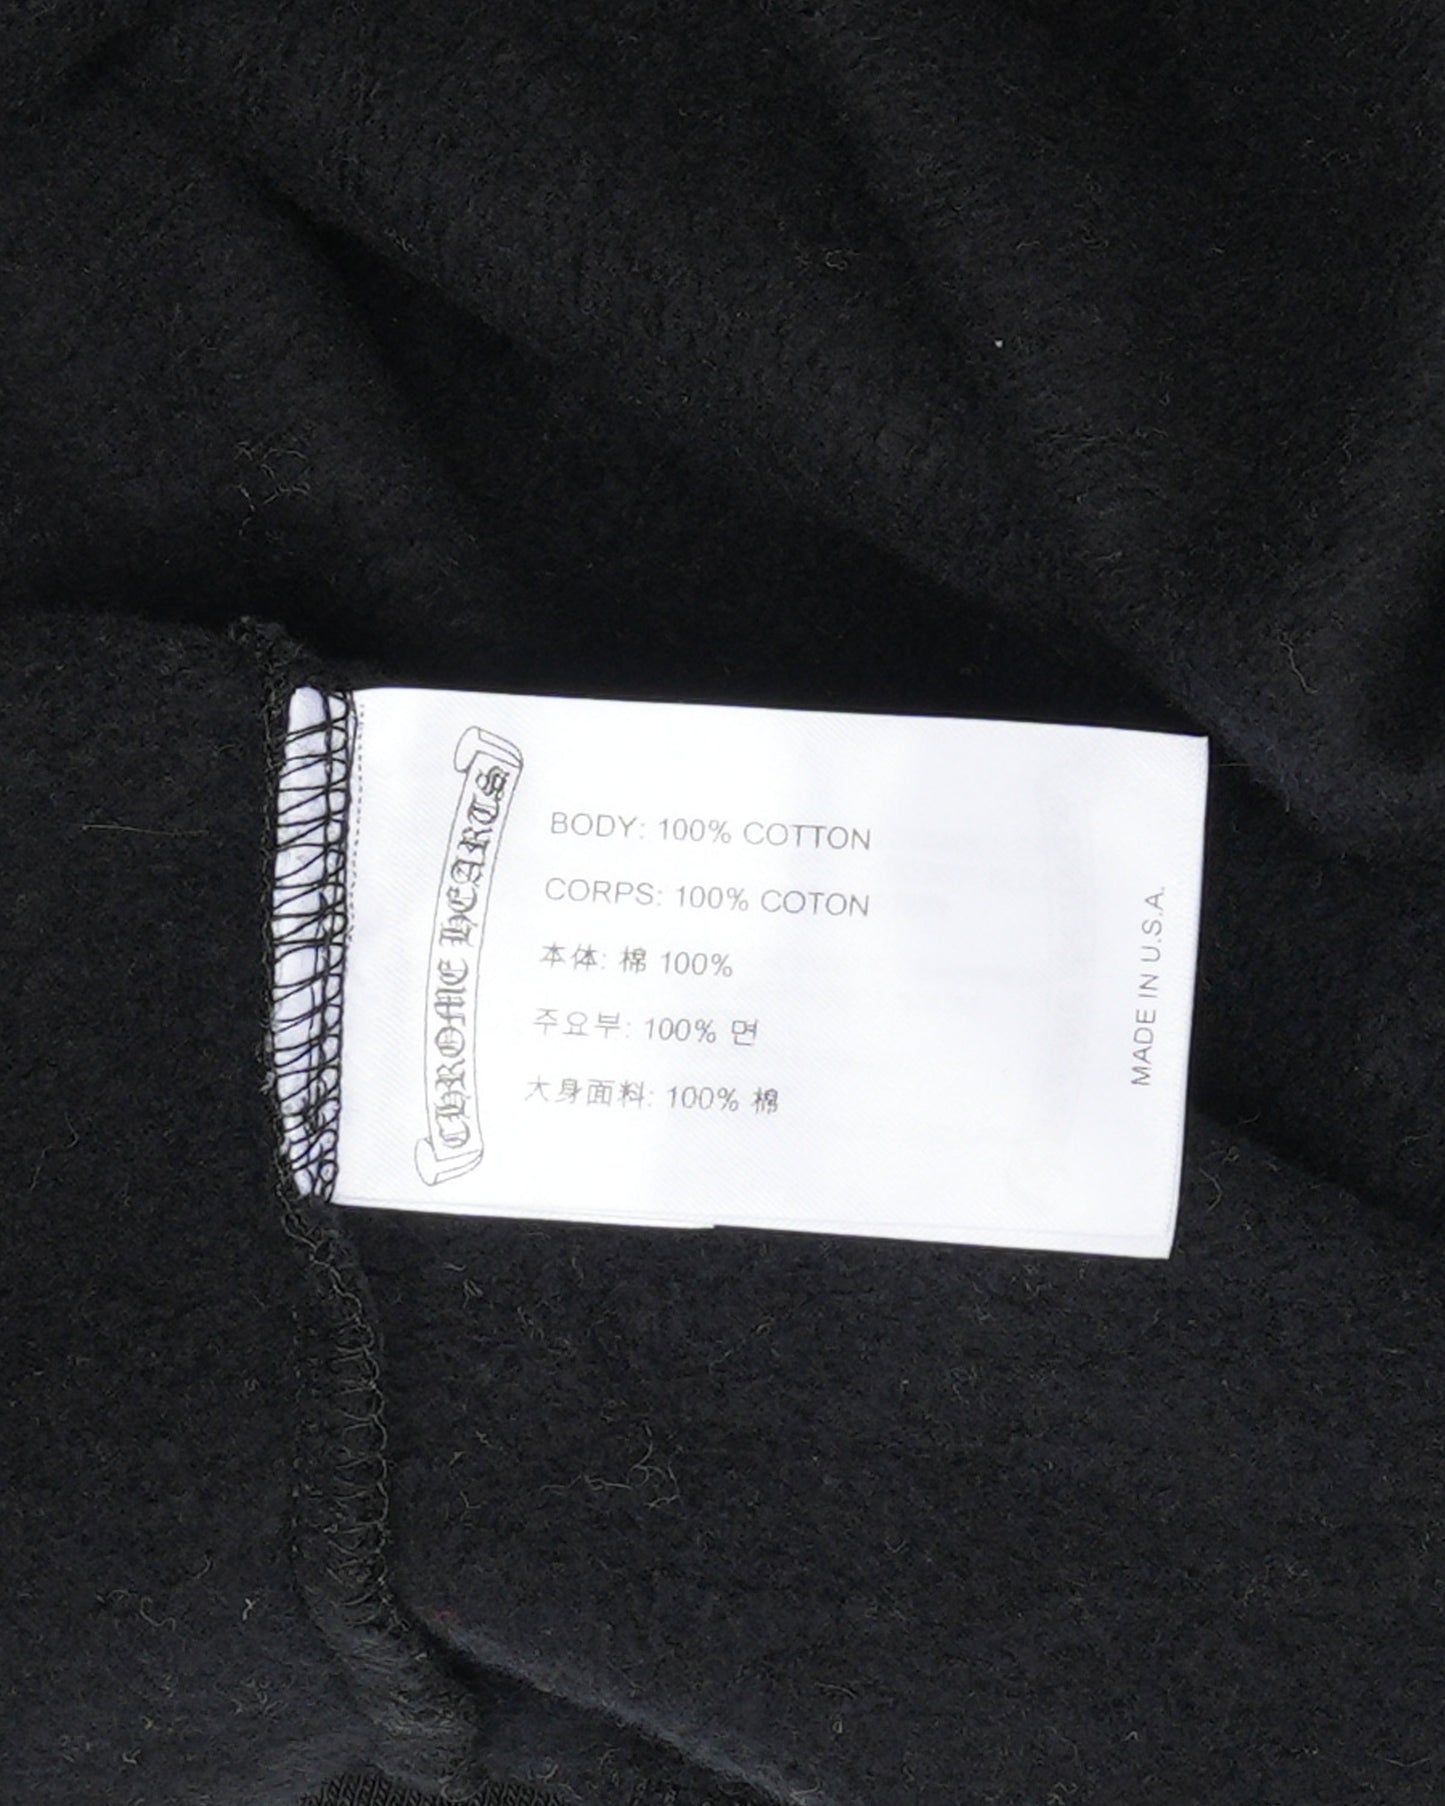 CHROME HEARTS
BODY: 100% COTTON
CORPS: 100% COTON
本体: 棉 100%
주요부: 100% 면
大身面料: 100% 棉
MADE IN U.S.A.